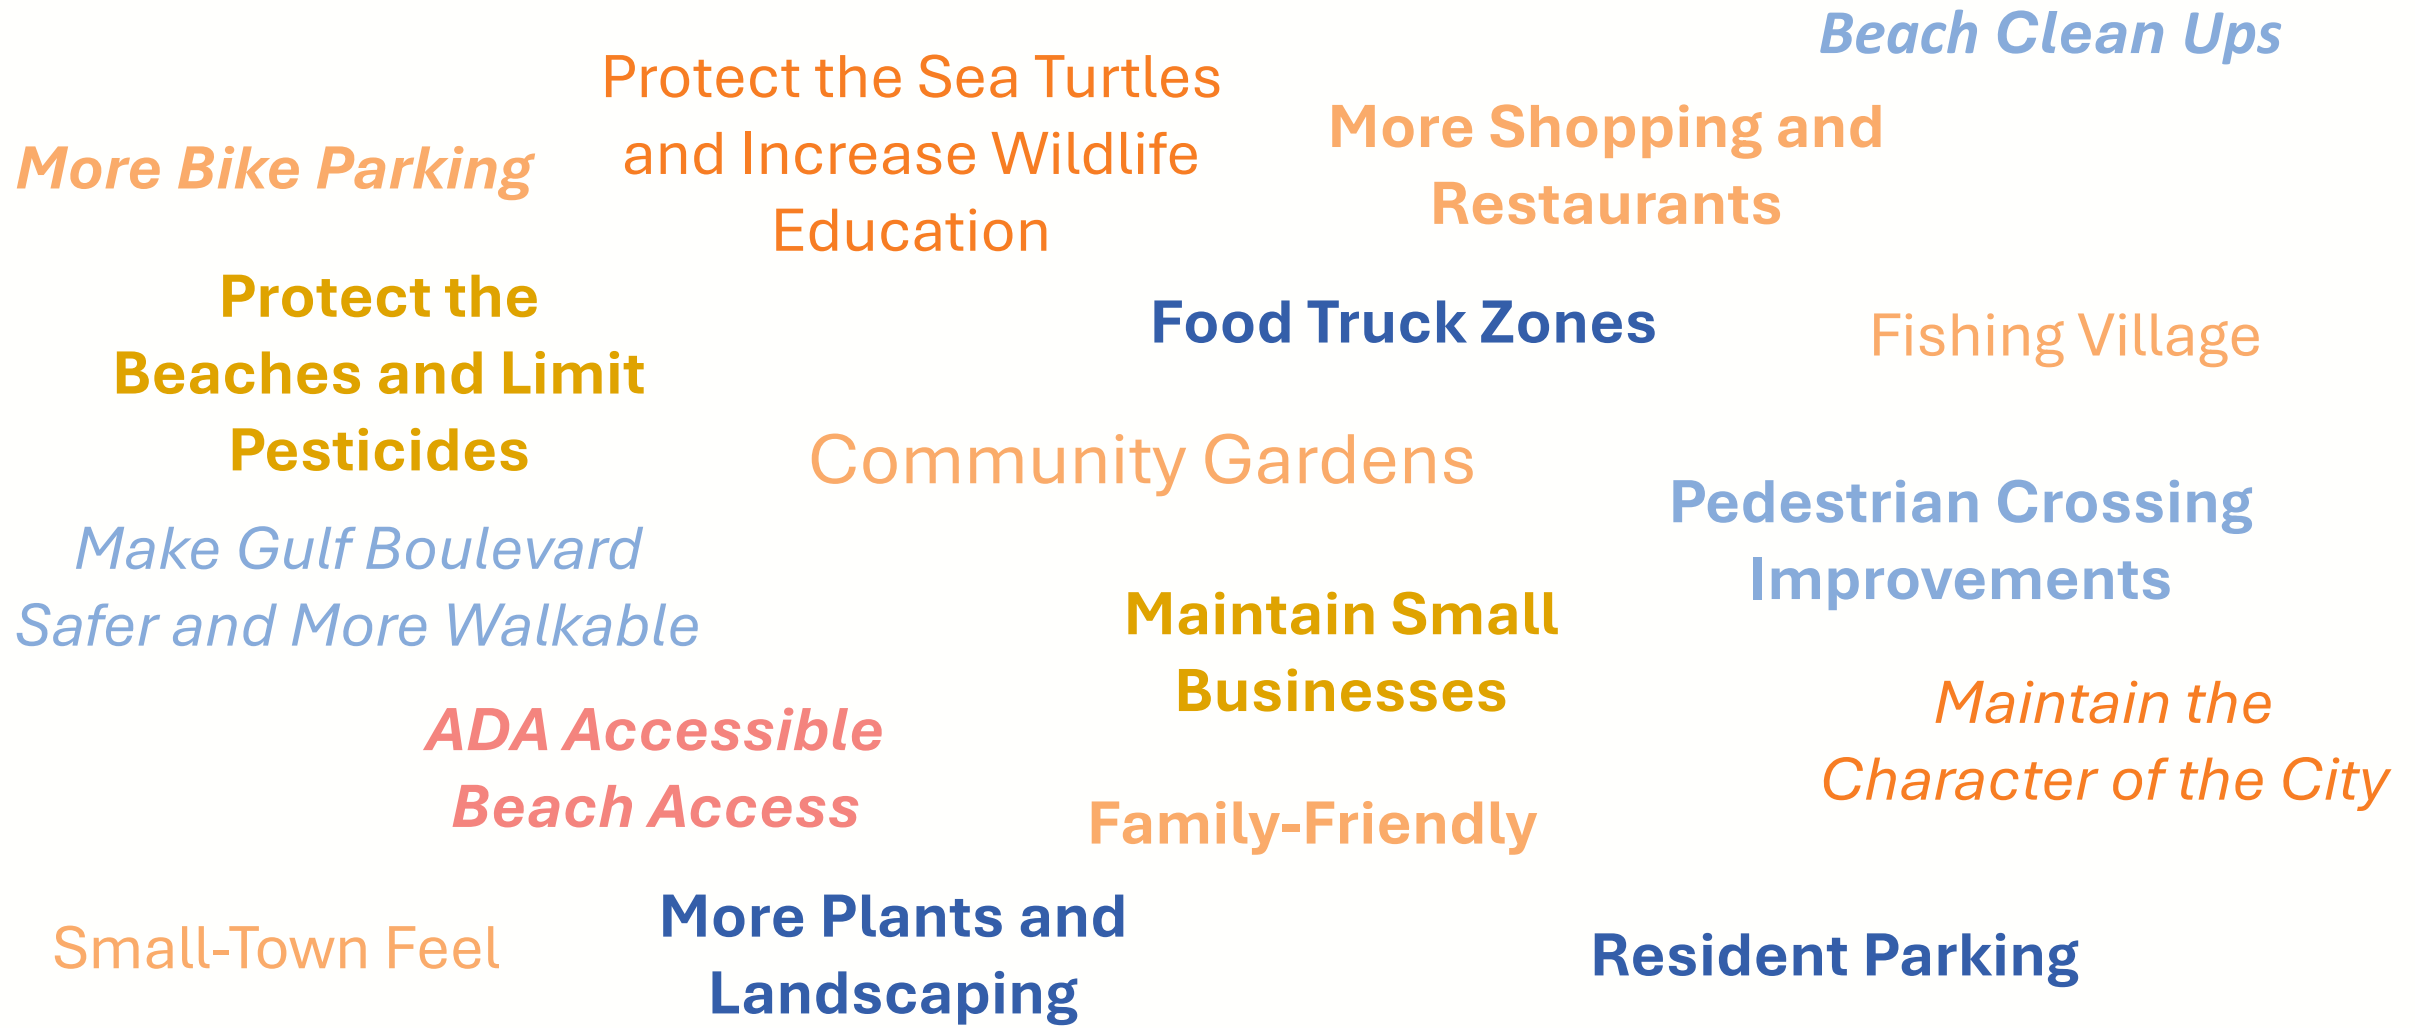 Beach Clean Ups
Protect the Sea Turtles
and Increase Wildlife
Education
More Shopping and
Restaurants
More Bike Parking
Protect the
Beaches and Limit
Pesticides
Food Truck Zones
Fishing Village
Community Gardens
Pedestrian Crossing
Improvements
Make Gulf Boulevard
Safer and More Walkable
Maintain Small
Businesses
Maintain the
Character of the City
ADA Accessible
Beach Access
Family-Friendly
More Plants and
Landscaping
Small-Town Feel
Resident Parking